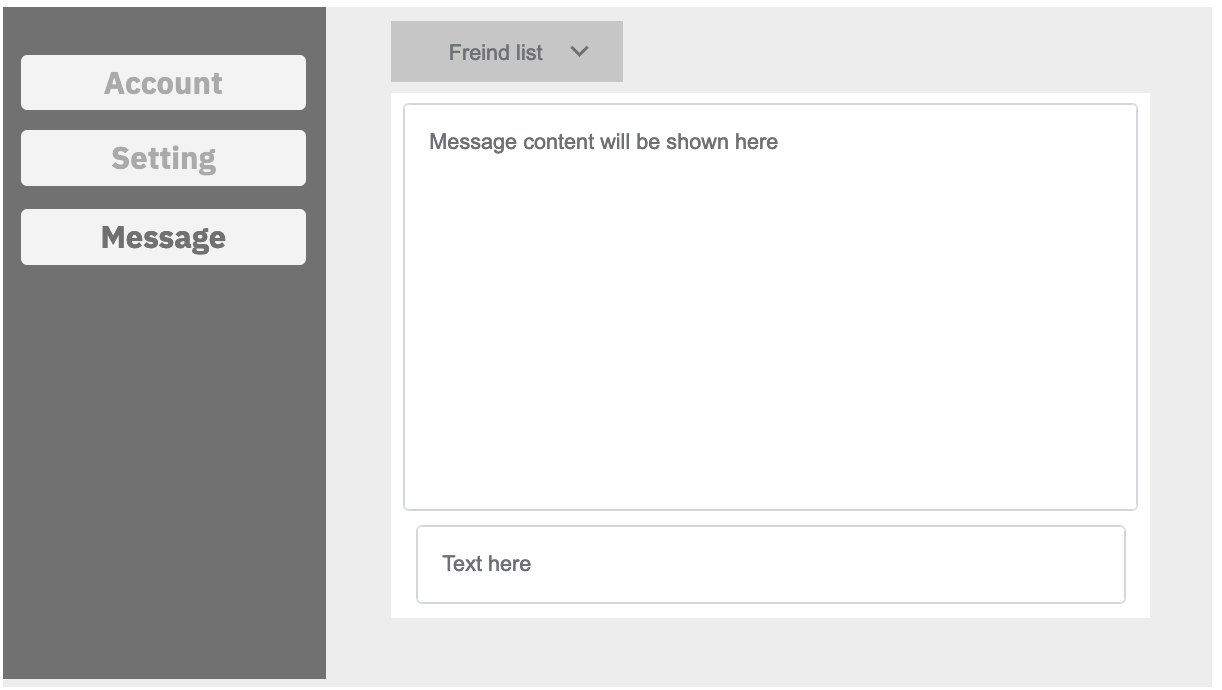 Account
Setting
Message
Freind list
Message content will be shown here
Text here